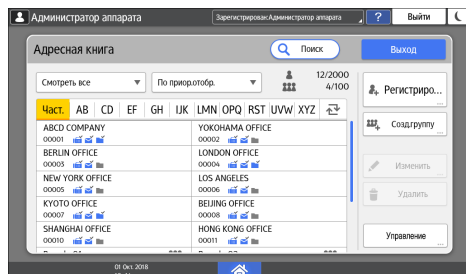 Администратор аппарата
Зарегистрирован:Администратор аппарата
?
Выйти
Адресная книга
Поиск
Выход
Смотреть все
По приор.отобр.
12/2000
4/100
Регистриро...
Част. AB CD EF GH IJK LMN OPQ RST UVW XYZ
Созд.группу
ABCD COMPANY
00001
YOKOHAMA OFFICE
00002
BERLIN OFFICE
00003
LONDON OFFICE
00004
Изменить
NEW YORK OFFICE
00005
LOS ANGELES
00006
Удалить
KYOTO OFFICE
00007
BEIJING OFFICE
00008
SHANGHAI OFFICE
00010
HONG KONG OFFICE
00011
Управление
01 Окт. 2018